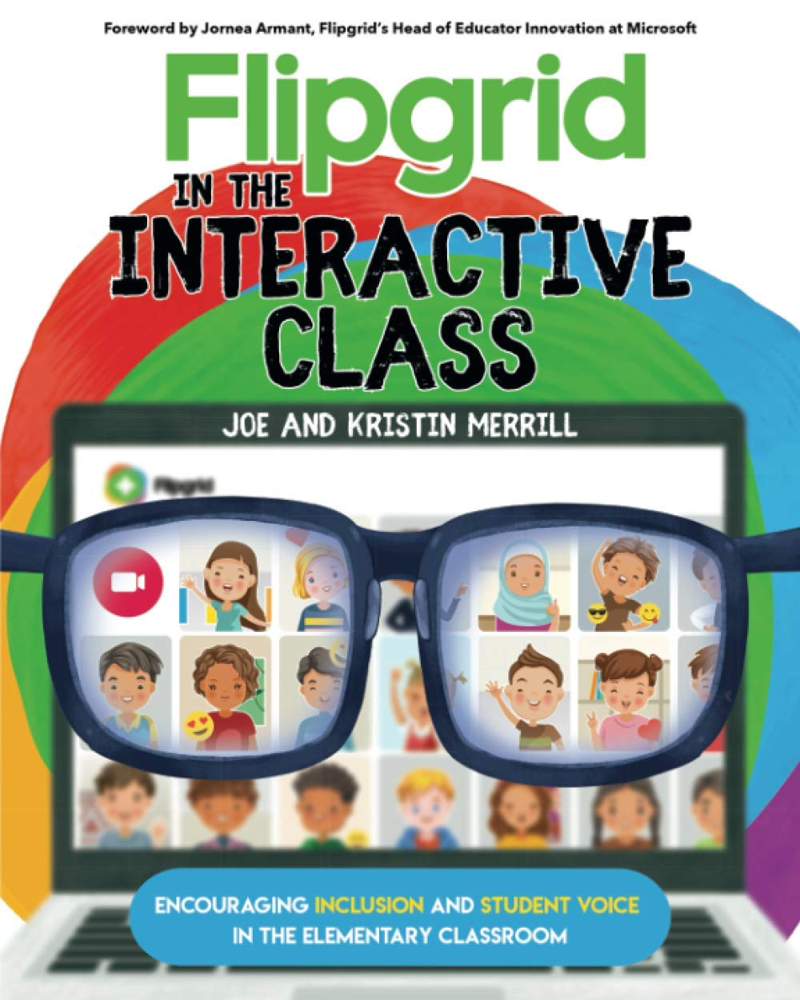 Foreword by Jornea Armant, Flipgrid's Head of Educator Innovation at Microsoft
Flipgrid
IN THE
INTERACTIVE
CLASS
JOE AND KRISTIN MERRILL
Flipgrid
ENCOURAGING INCLUSION AND STUDENT VOICE
IN THE ELEMENTARY CLASSROOM